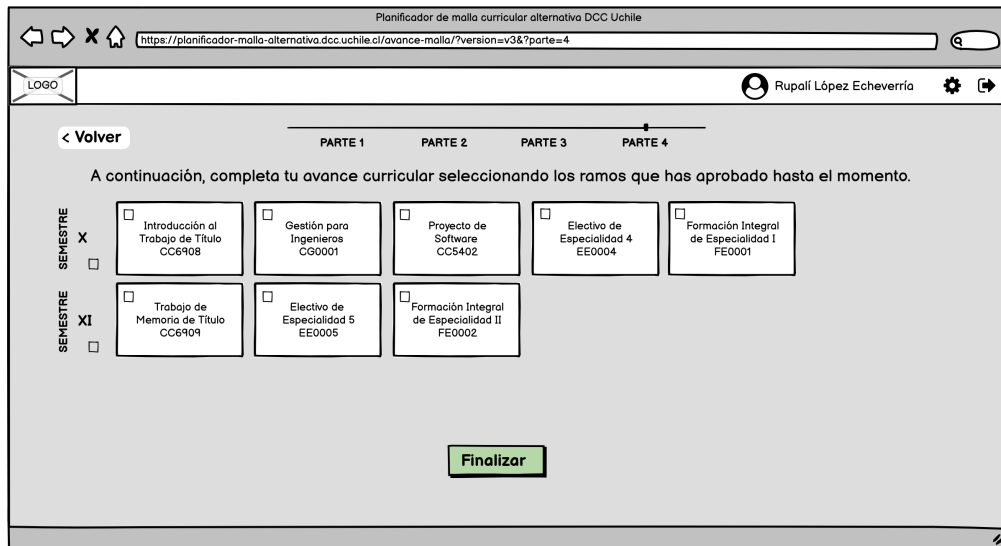 Planificador de malla curricular alternativa DCC Uchile
https://planificador-malla-alternativa.dcc.uchile.cl/avance-malla/?version=v3&?parte=4
LOGO
Rupalí López Echeverría
< Volver
PARTE 1
PARTE 2
PARTE 3
PARTE 4
A continuación, completa tu avance curricular seleccionando los ramos que has aprobado hasta el momento.
SEMESTRE
X
Introducción al
Trabajo de Título
CC6908
Gestión para
Ingenieros
CG0001
Proyecto de
Software
CC5402
Electivo de
Especialidad 4
EE0004
Formación Integral
de Especialidad I
FE0001
SEMESTRE
XI
Trabajo de
Memoria de Título
CC6909
Electivo de
Especialidad 5
EE0005
Formación Integral
de Especialidad II
FE0002
Finalizar